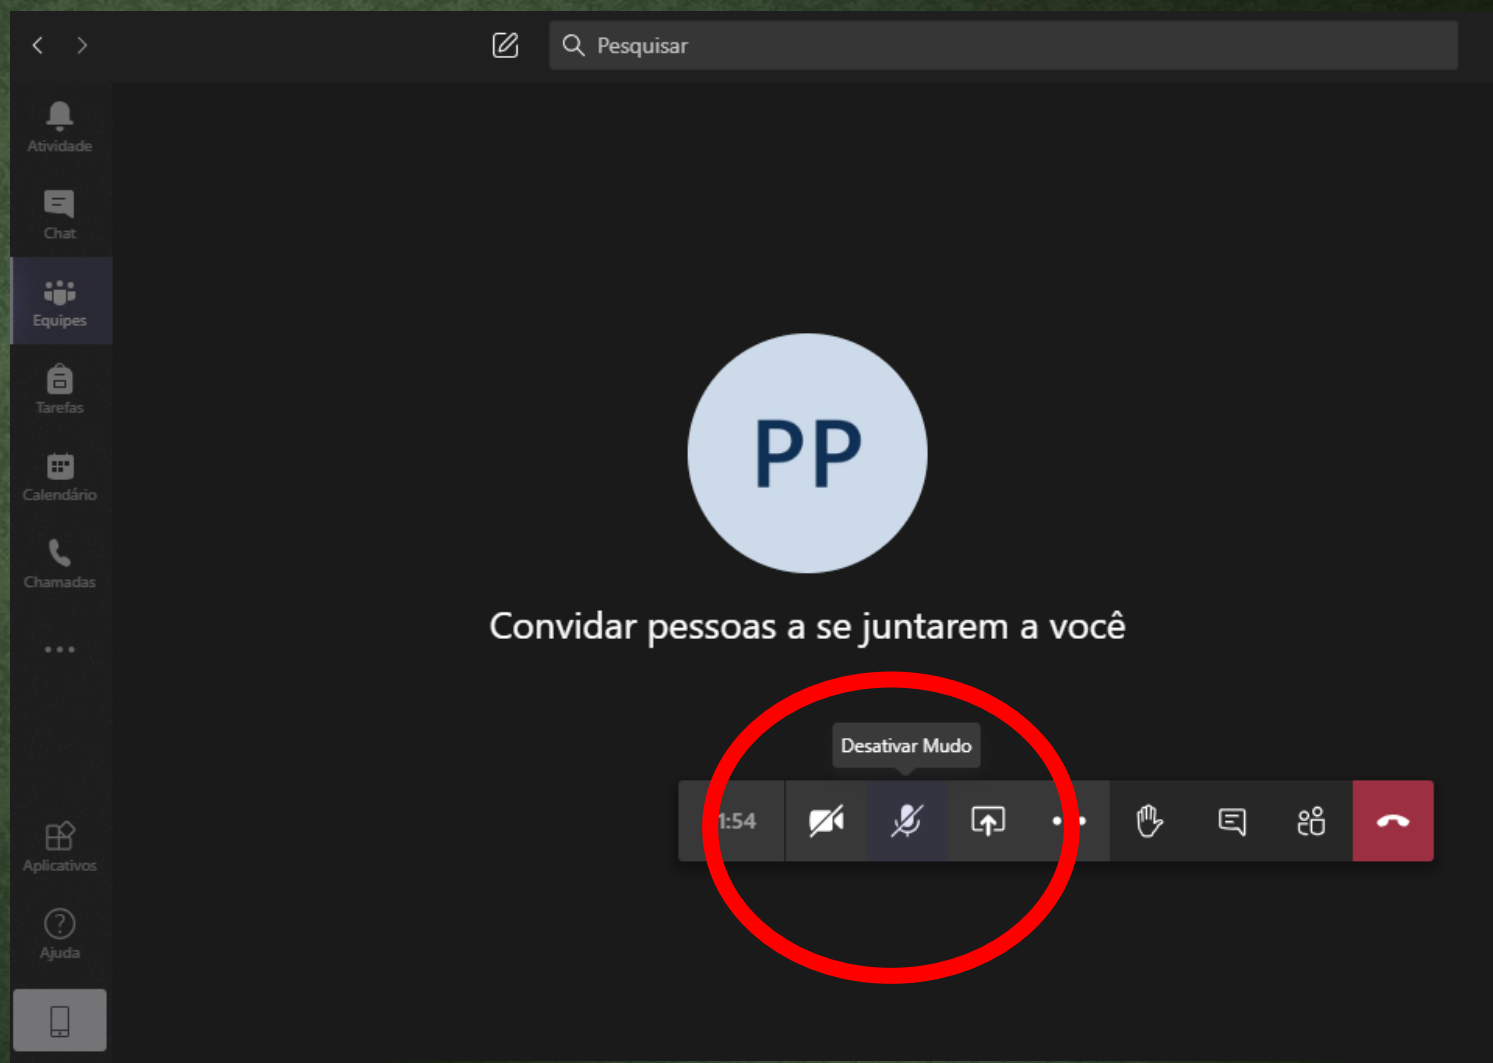 Pesquisar
Atividade
Chat
Equipes
Tarefas
Calendário
Chamadas
PP
Convidar pessoas a se juntarem a você
Desativar Mudo
1:54
Aplicativos
Ajuda